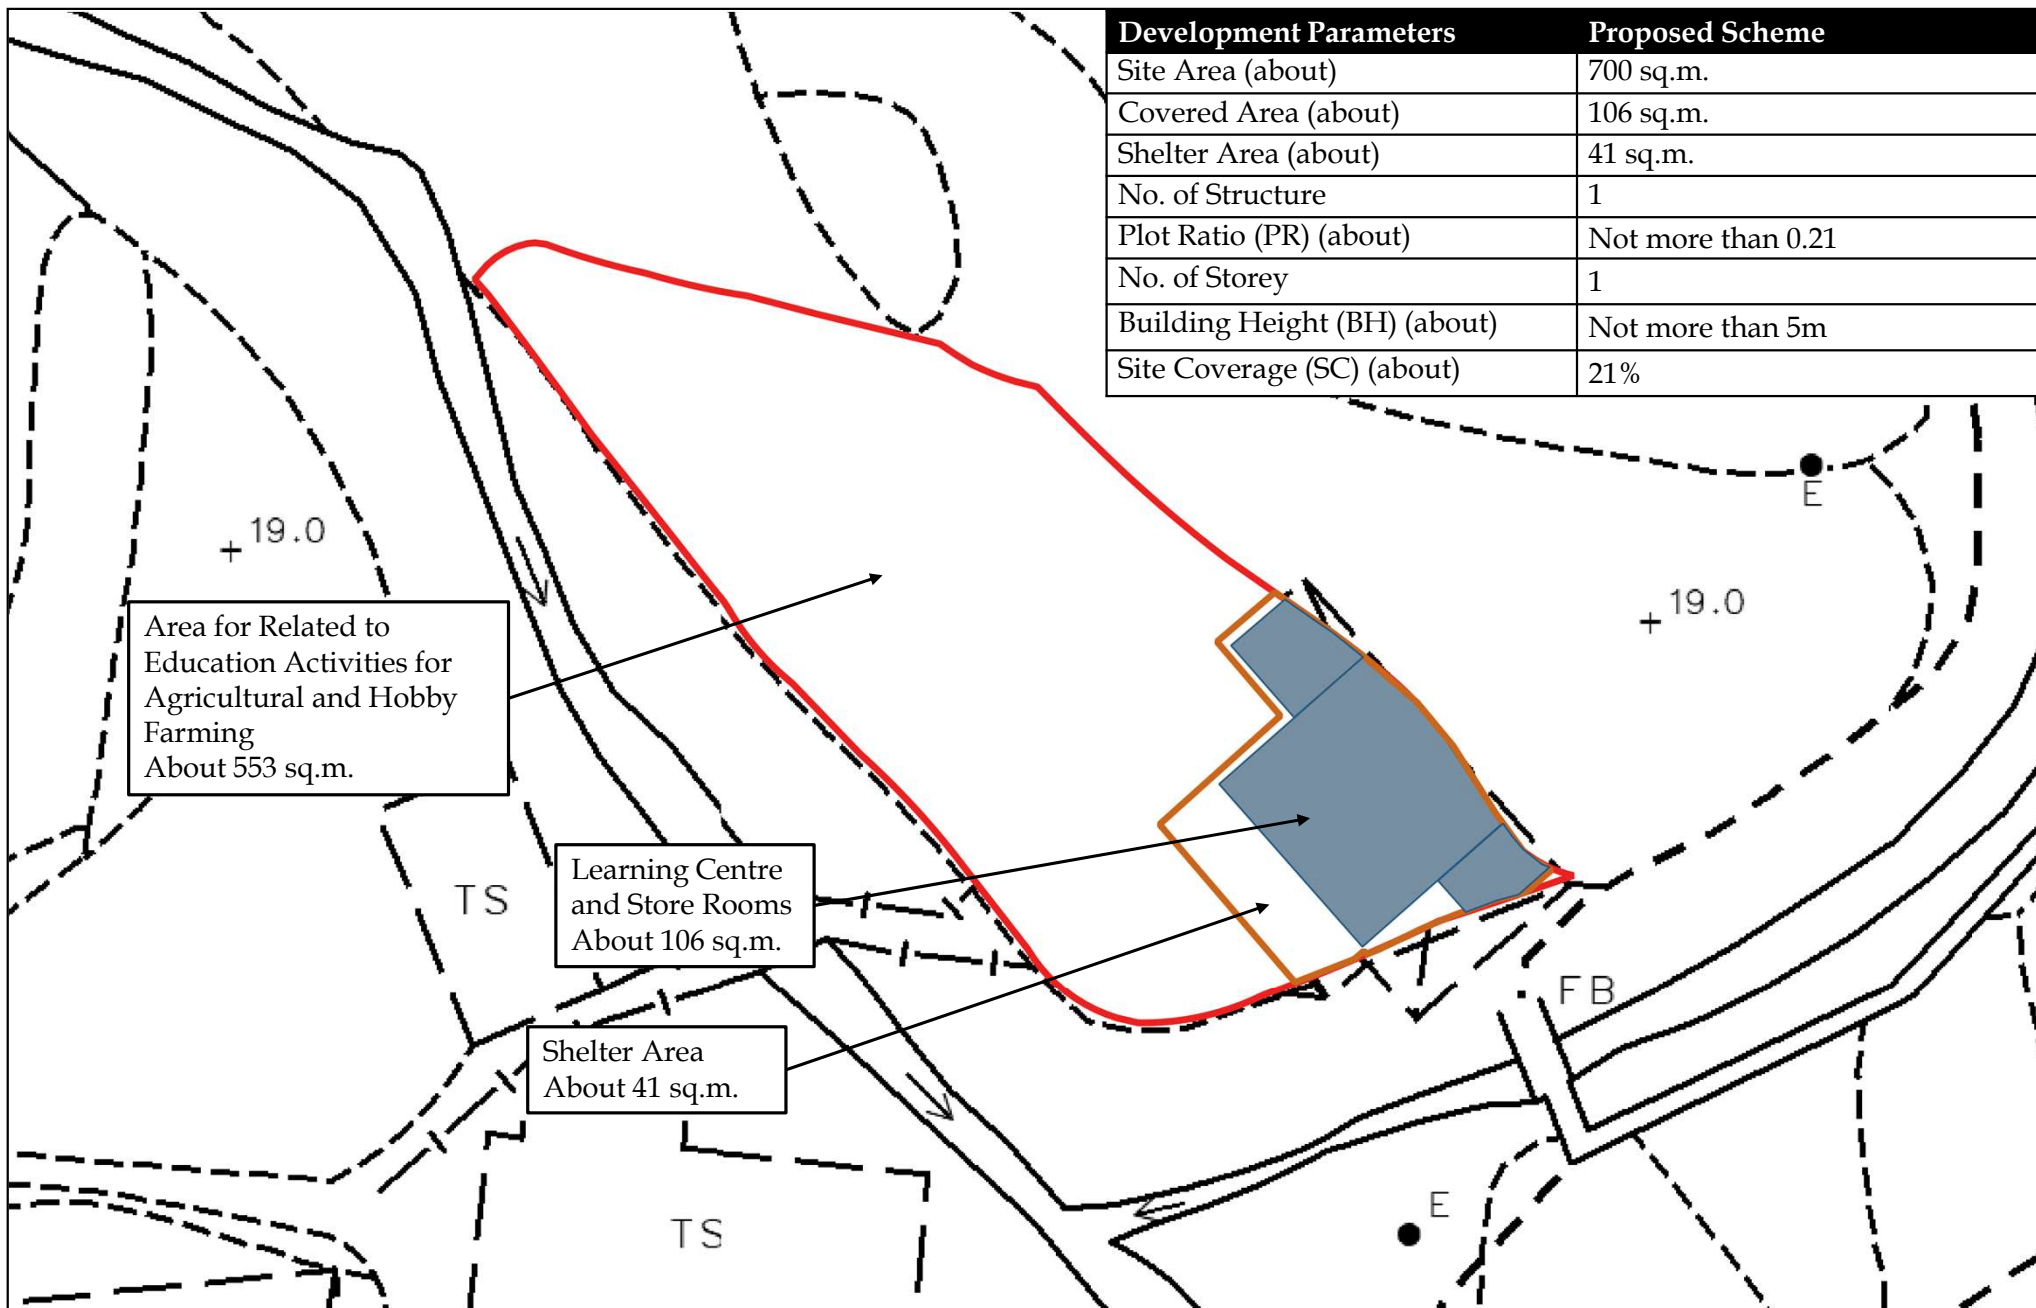 Development Parameters Proposed Scheme
Site Area (about) 700 sq.m.
Covered Area (about) 106 sq.m.
Shelter Area (about) 41 sq.m.
No. of Structure 1
Plot Ratio (PR) (about) Not more than 0.21
No. of Storey 1
Building Height (BH) (about) Not more than 5m
Site Coverage (SC) (about) 21%
E
19.0
19.0
Area for Related to
Education Activities for
Agricultural and Hobby
Farming
About 553 sq.m.
TS
Learning Centre
and Store Rooms
About 106 sq.m.
FB
Shelter Area
About 41 sq.m.
E
TS